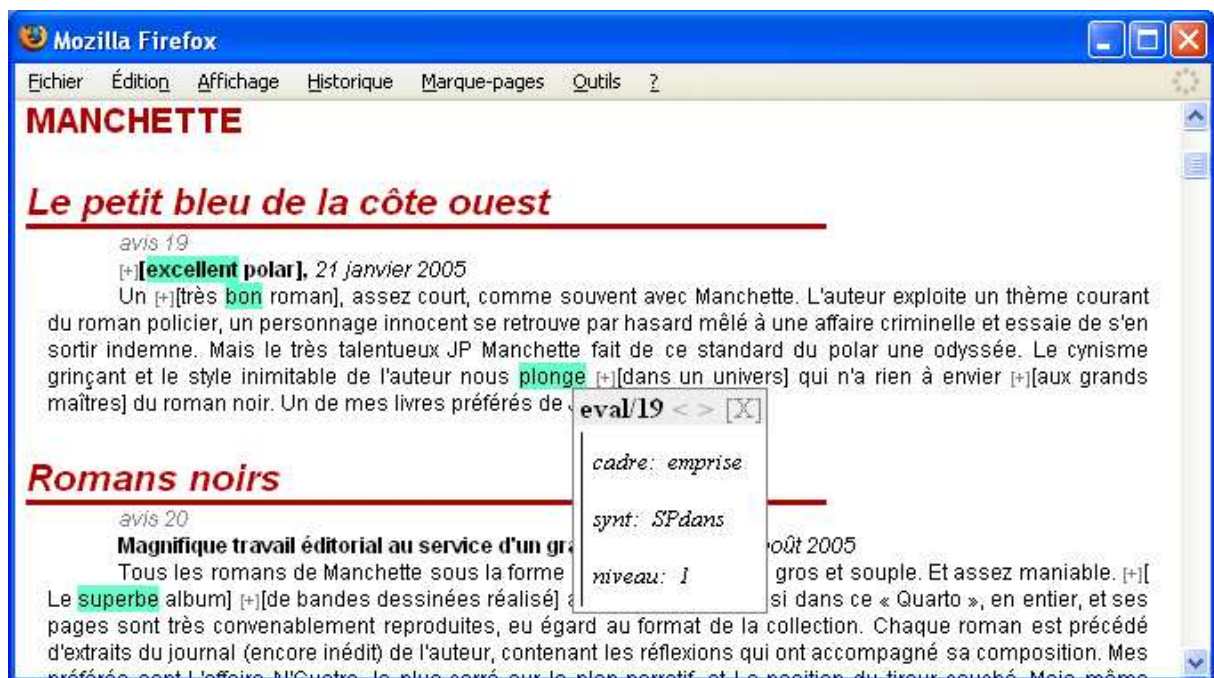 Mozilla Firefox
Fichier Édition Affichage Historique Marque-pages Outils ?
MANCHETTE
Le petit bleu de la côte ouest
avis 19
[+][excellent polar], 21 janvier 2005
Un [+][très bon roman], assez court, comme souvent avec Manchette. L'auteur exploite un thème courant
du roman policier, un personnage innocent se retrouve par hasard mêlé à une affaire criminelle et essaie de s'en
sortir indemne. Mais le très talentueux JP Manchette fait de ce standard du polar une odyssée. Le cynisme
grinçant et le style inimitable de l'auteur nous plonge [+][dans un univers] qui n'a rien à envier [+][aux grands
maîtres] du roman noir. Un de mes livres préférés de
eval/19 < > [X]
cadre: emprise
synt: SPdans
niveau: 1
Romans noirs
avis 20
Magnifique travail éditorial au service d'un août 2005
Tous les romans de Manchette sous la forme gros et souple. Et assez maniable. [+][
Le superbe album] [+][de bandes dessinées réalisé] si dans ce « Quarto », en entier, et ses
pages sont très convenablement reproduites, eu égard au format de la collection. Chaque roman est précédé
d'extraits du journal (encore inédit) de l'auteur, contenant les réflexions qui ont accompagné sa composition. Mes